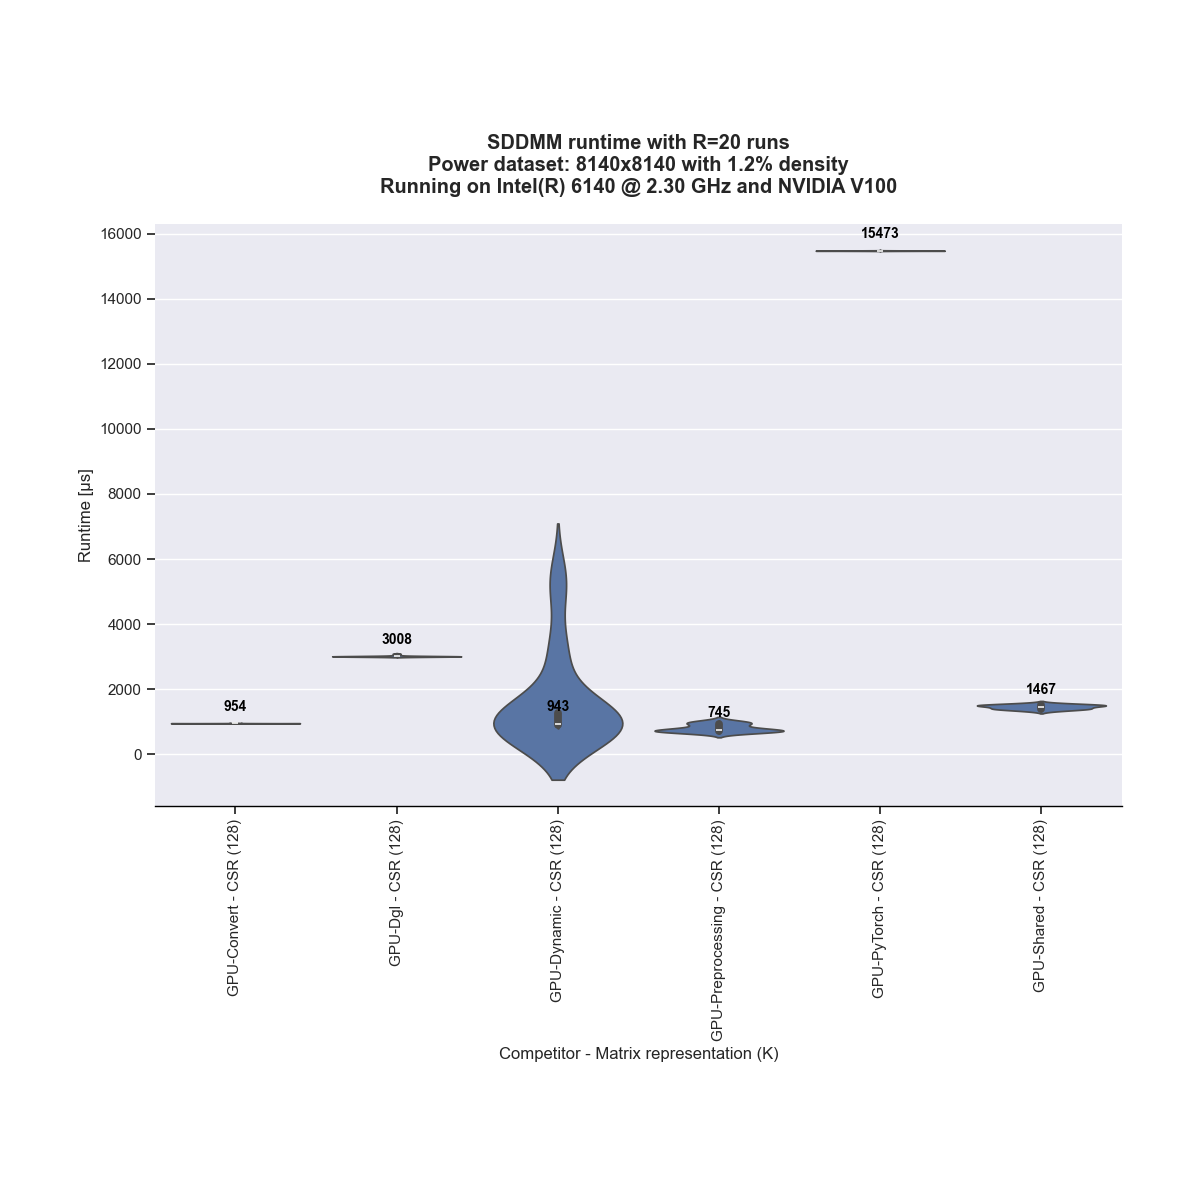 SDDMM runtime with R=20 runs
Power dataset: 8140x8140 with 1.2% density
Running on Intel(R) 6140 @ 2.30 GHz and NVIDIA V100
Runtime [µs]
16000
14000
12000
10000
8000
6000
4000
2000
0
954
3008
943
745
15473
1467
GPU-Convert - CSR (128)
GPU-Dgl - CSR (128)
GPU-Dynamic - CSR (128)
GPU-Preprocessing - CSR (128)
GPU-PyTorch - CSR (128)
GPU-Shared - CSR (128)
Competitor - Matrix representation (K)